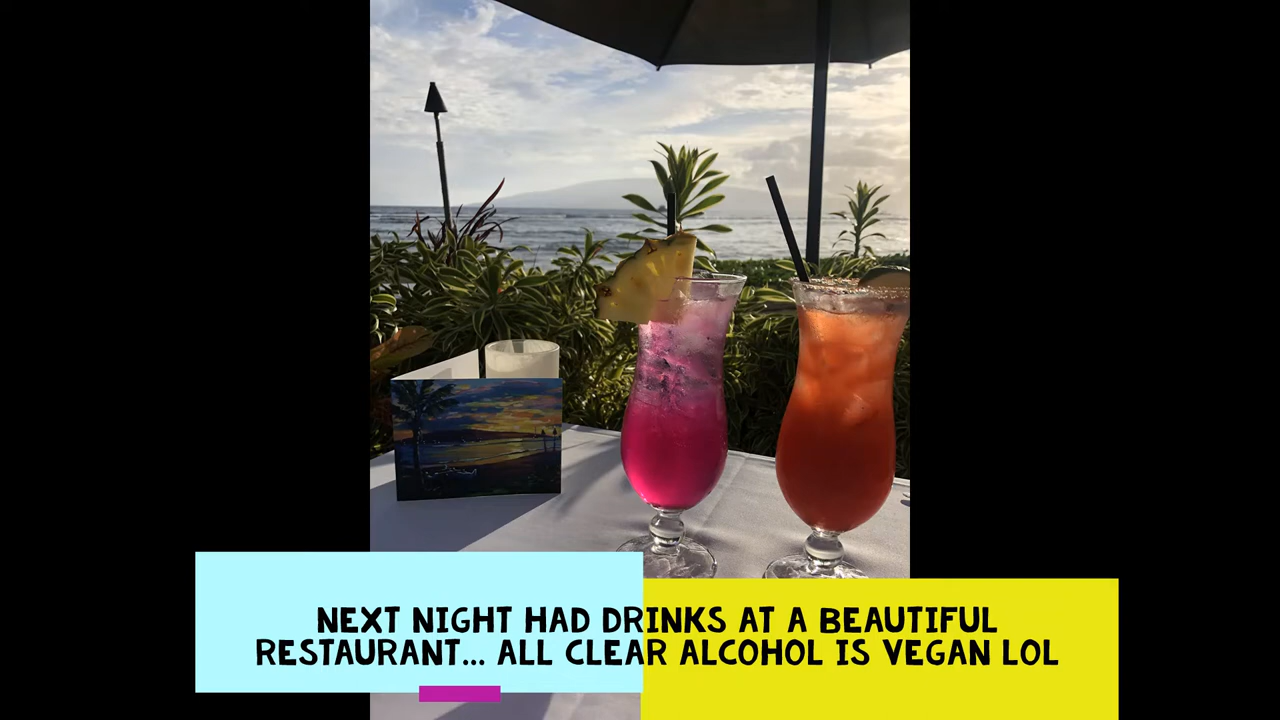 NEXT NIGHT HAD DRINKS AT A BEAUTIFUL
RESTAURANT... ALL CLEAR ALCOHOL IS VEGAN LOL